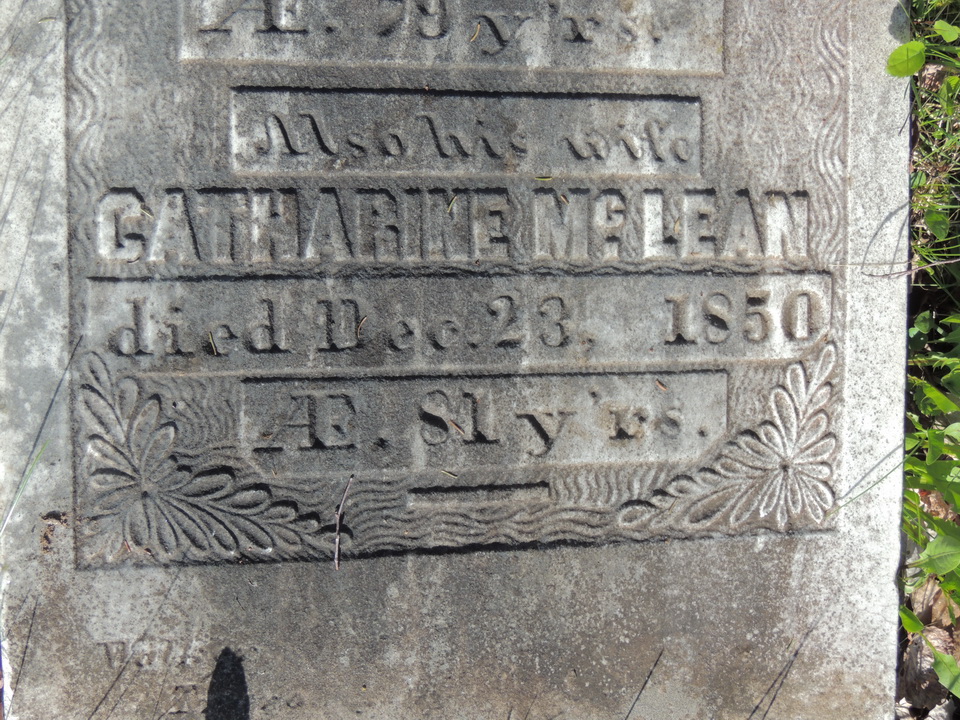 Æ. 79 y'rs.
Also his wife
CATHARINE McLEAN
died Dec. 23, 1850
Æ. 81 y'rs.